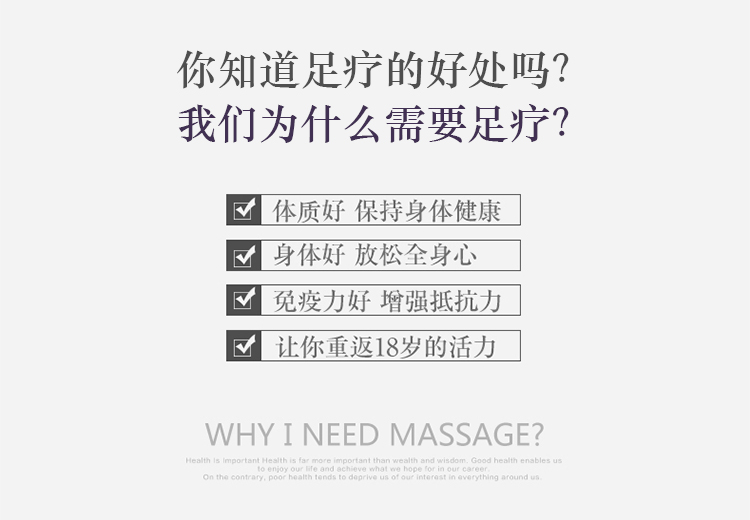 你知道足疗的好处吗?
我们为什么需要足疗?
体质好 保持身体健康
身体好 放松全身心
免疫力好 增强抵抗力
让你重返18岁的活力
WHY I NEED MASSAGE?
Health is important Health is far more important than wealth and wisdom. Good health enables us
to enjoy our life and achieve what we hope for in our career.
On the contrary, poor health tends to deprive us of our interest in everything around us.